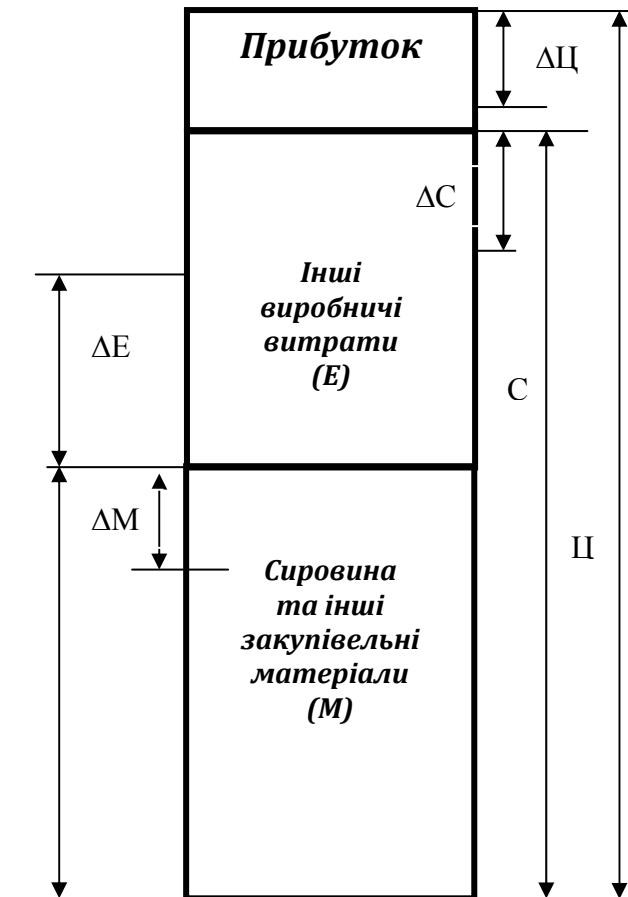 Прибуток
ΔЦ
ΔС
Інші
виробничі
витрати
(Е)
ΔЕ
С
ΔМ
Ц
Сировина
та інші
закупівельні
матеріали
(М)